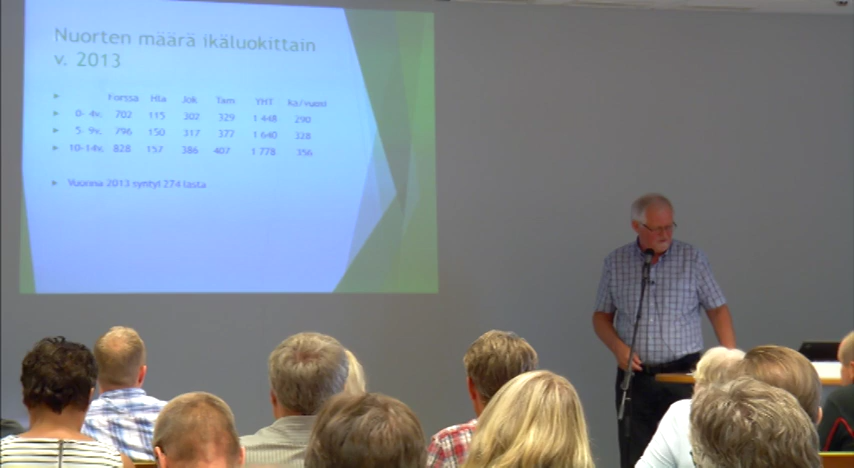 Nuorten määrä ikäluokittain
v. 2013
Forssa Hla Jok Tam YHT ka/vuosi
0- 4v. 702 115 302 329 1 448 290
5- 9v. 796 150 317 377 1 640 328
10-14v. 828 157 386 407 1 778 356
Vuonna 2013 syntyi 274 lasta